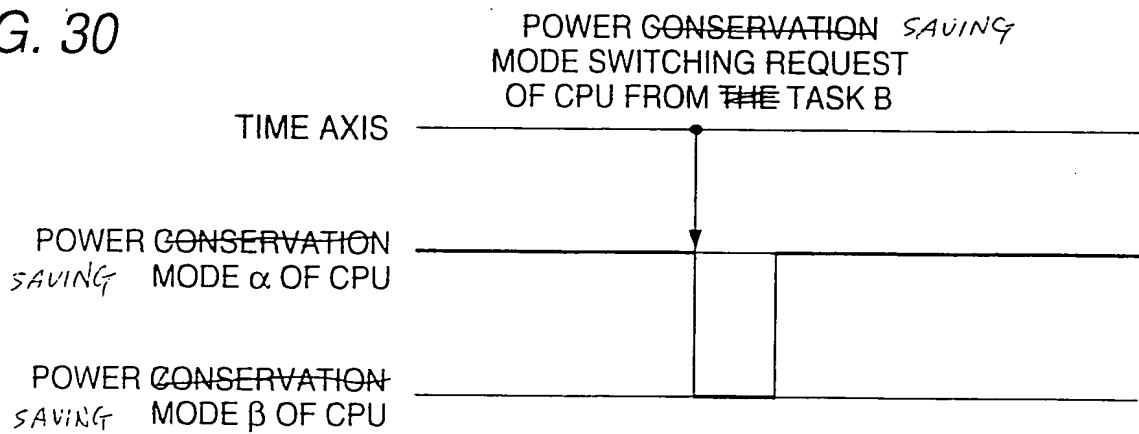 G. 30
POWER CONSERVATION SAVING
MODE SWITCHING REQUEST
OF CPU FROM THE TASK B
TIME AXIS
POWER CONSERVATION
SAVING MODE α OF CPU
POWER CONSERVATION
SAVING MODE β OF CPU